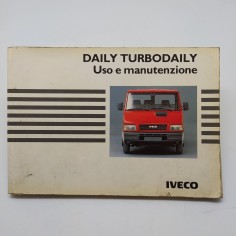 DAILY TURBODAILY
Uso e manutenzione
IVECO